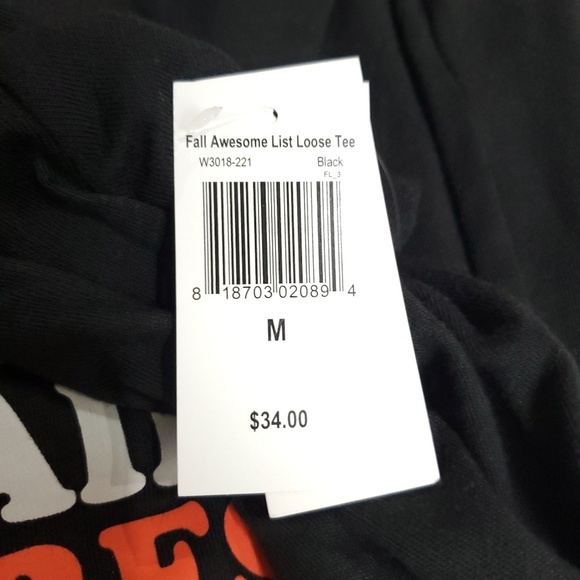 Fall Awesome List Loose Tee
W3018-221 Black
FL_3
8 18703 02089 4
M
$34.00